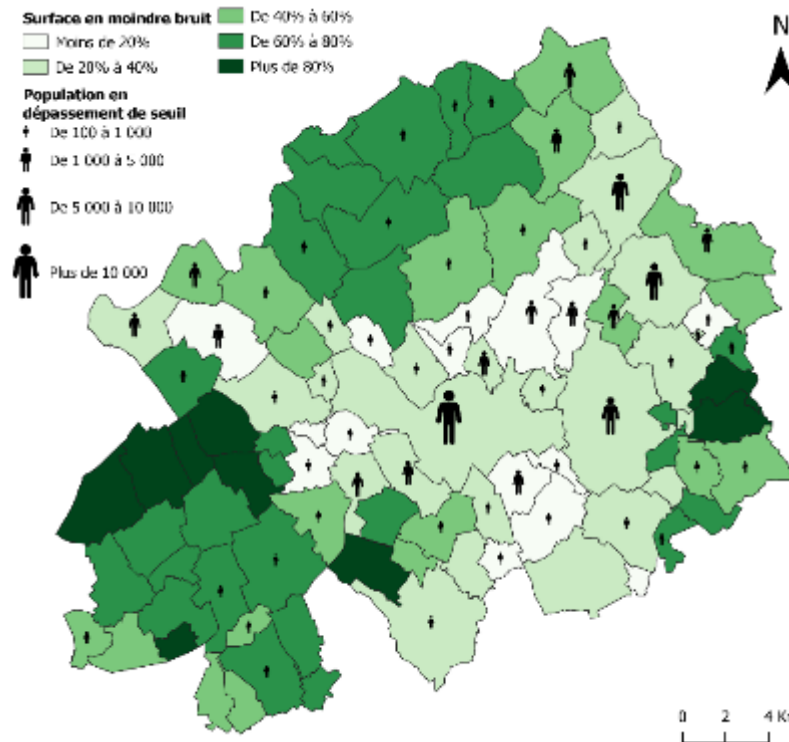 Surface en moindre bruit
Moins de 20%
De 20% à 40%
De 40% à 60%
De 60% à 80%
Plus de 80%
Population en
dépassement de seuil
De 100 à 1 000
De 1 000 à 5 000
De 5 000 à 10 000
Plus de 10 000
N
0 2 4 K